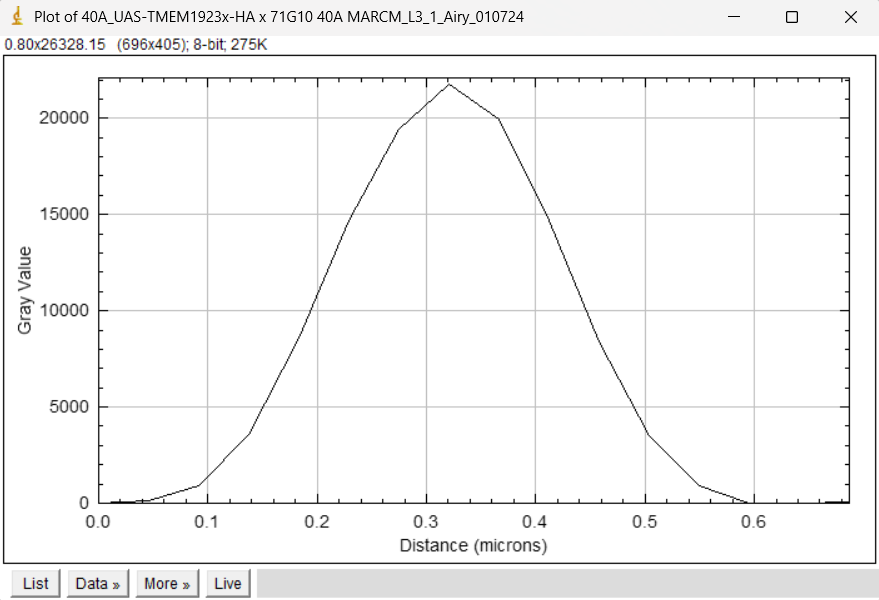 Plot of 40A_UAS-TMEM1923x-HA x 71G10 40A MARCM_L3_1_Airy_010724
0.80x26328.15 (696x405); 8-bit; 275K
20000
15000
10000
5000
0
Gray Value
0.0 0.1 0.2 0.3 0.4 0.5 0.6
Distance (microns)
List Data » More » Live